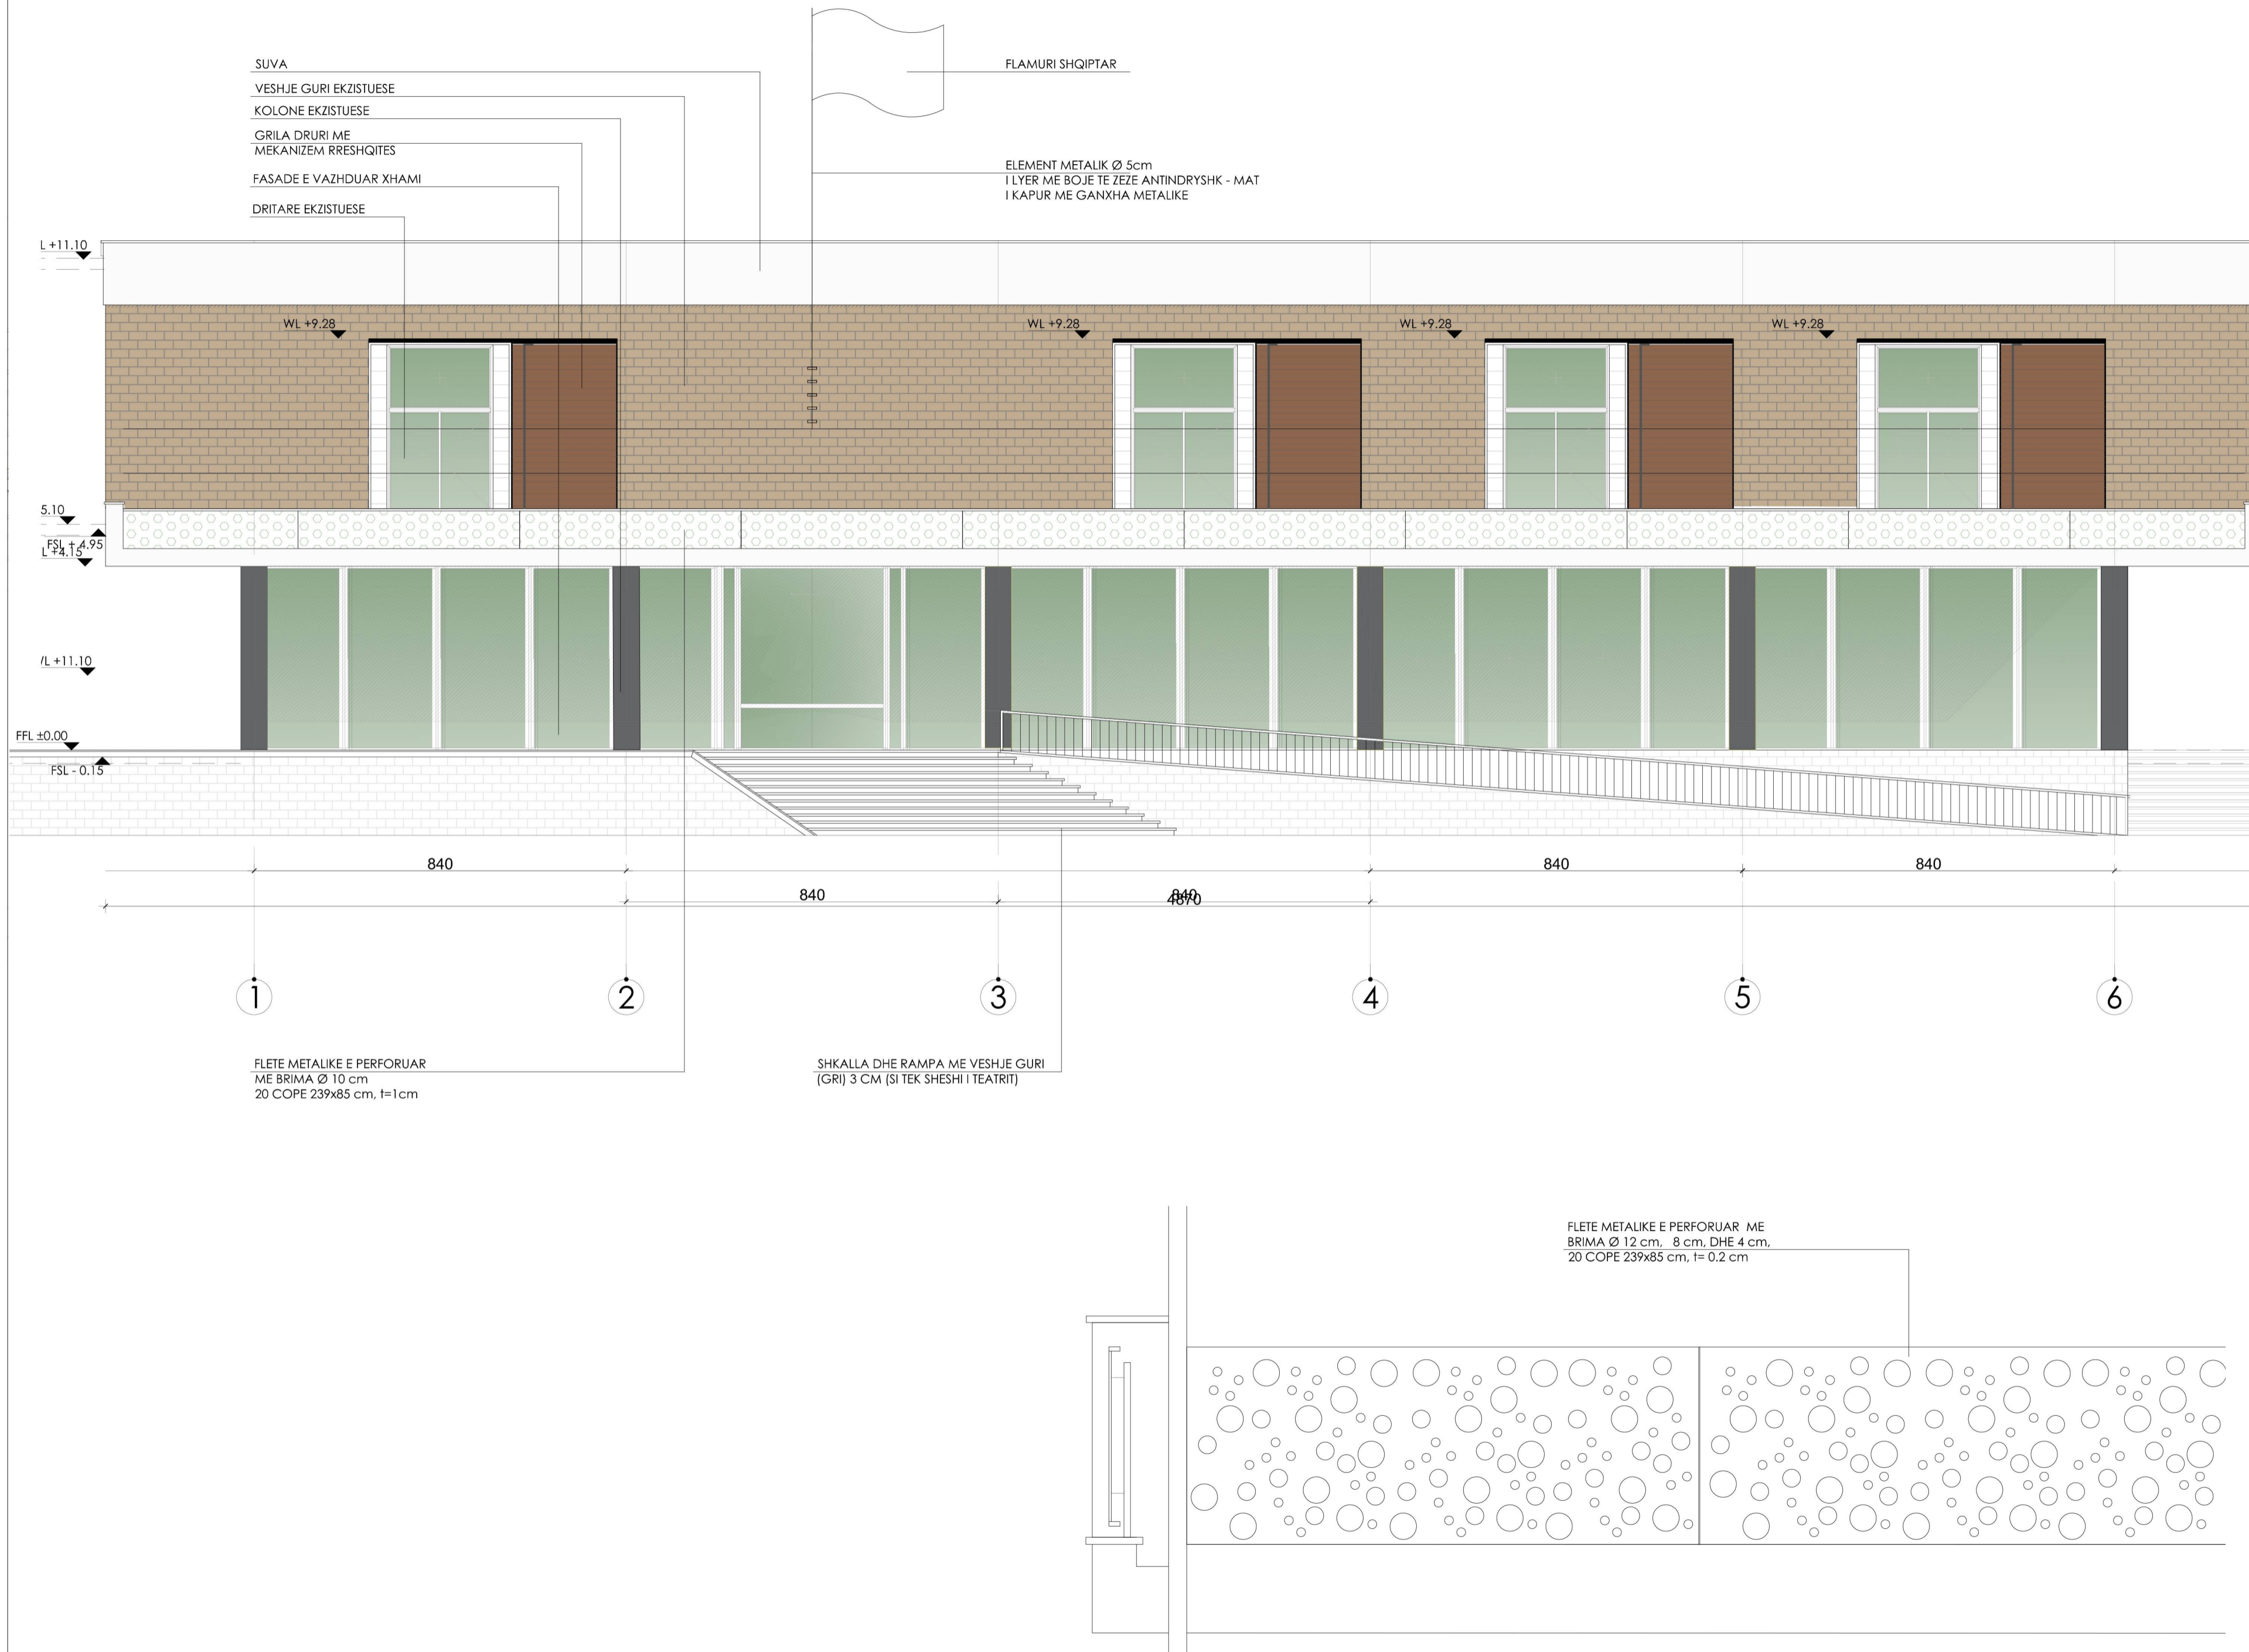 SUVA
FLAMURI SHQIPTAR
VESHJE GURI EKZISTUESE
KOLONE EKZISTUESE
GRILA DRURI ME
MEKANIZEM RRESHQITES
ELEMENT METALIK Ø 5cm
I LYER ME BOJE TE ZEZE ANTINDRYSHK - MAT
I KAPUR ME GANXHA METALIKE
FASADE E VAZHDUAR XHAMI
DRITARE EKZISTUESE
L +11.10
WL +9.28
WL +9.28
WL +9.28
WL +9.28
5.10
FSL + 4.95
L +4.15
/L +11.10
FFL ±0.00
FSL - 0.15
840
840
840
840
840
4870
1
2
3
4
5
6
FLETE METALIKE E PERFORUAR
ME BRIMA Ø 10 cm
20 COPE 239x85 cm, t=1cm
SHKALLA DHE RAMPA ME VESHJE GURI
(GRI) 3 CM (SI TEK SHESHI I TEATRIT)
FLETE METALIKE E PERFORUAR ME
BRIMA Ø 12 cm, 8 cm, DHE 4 cm,
20 COPE 239x85 cm, t= 0.2 cm